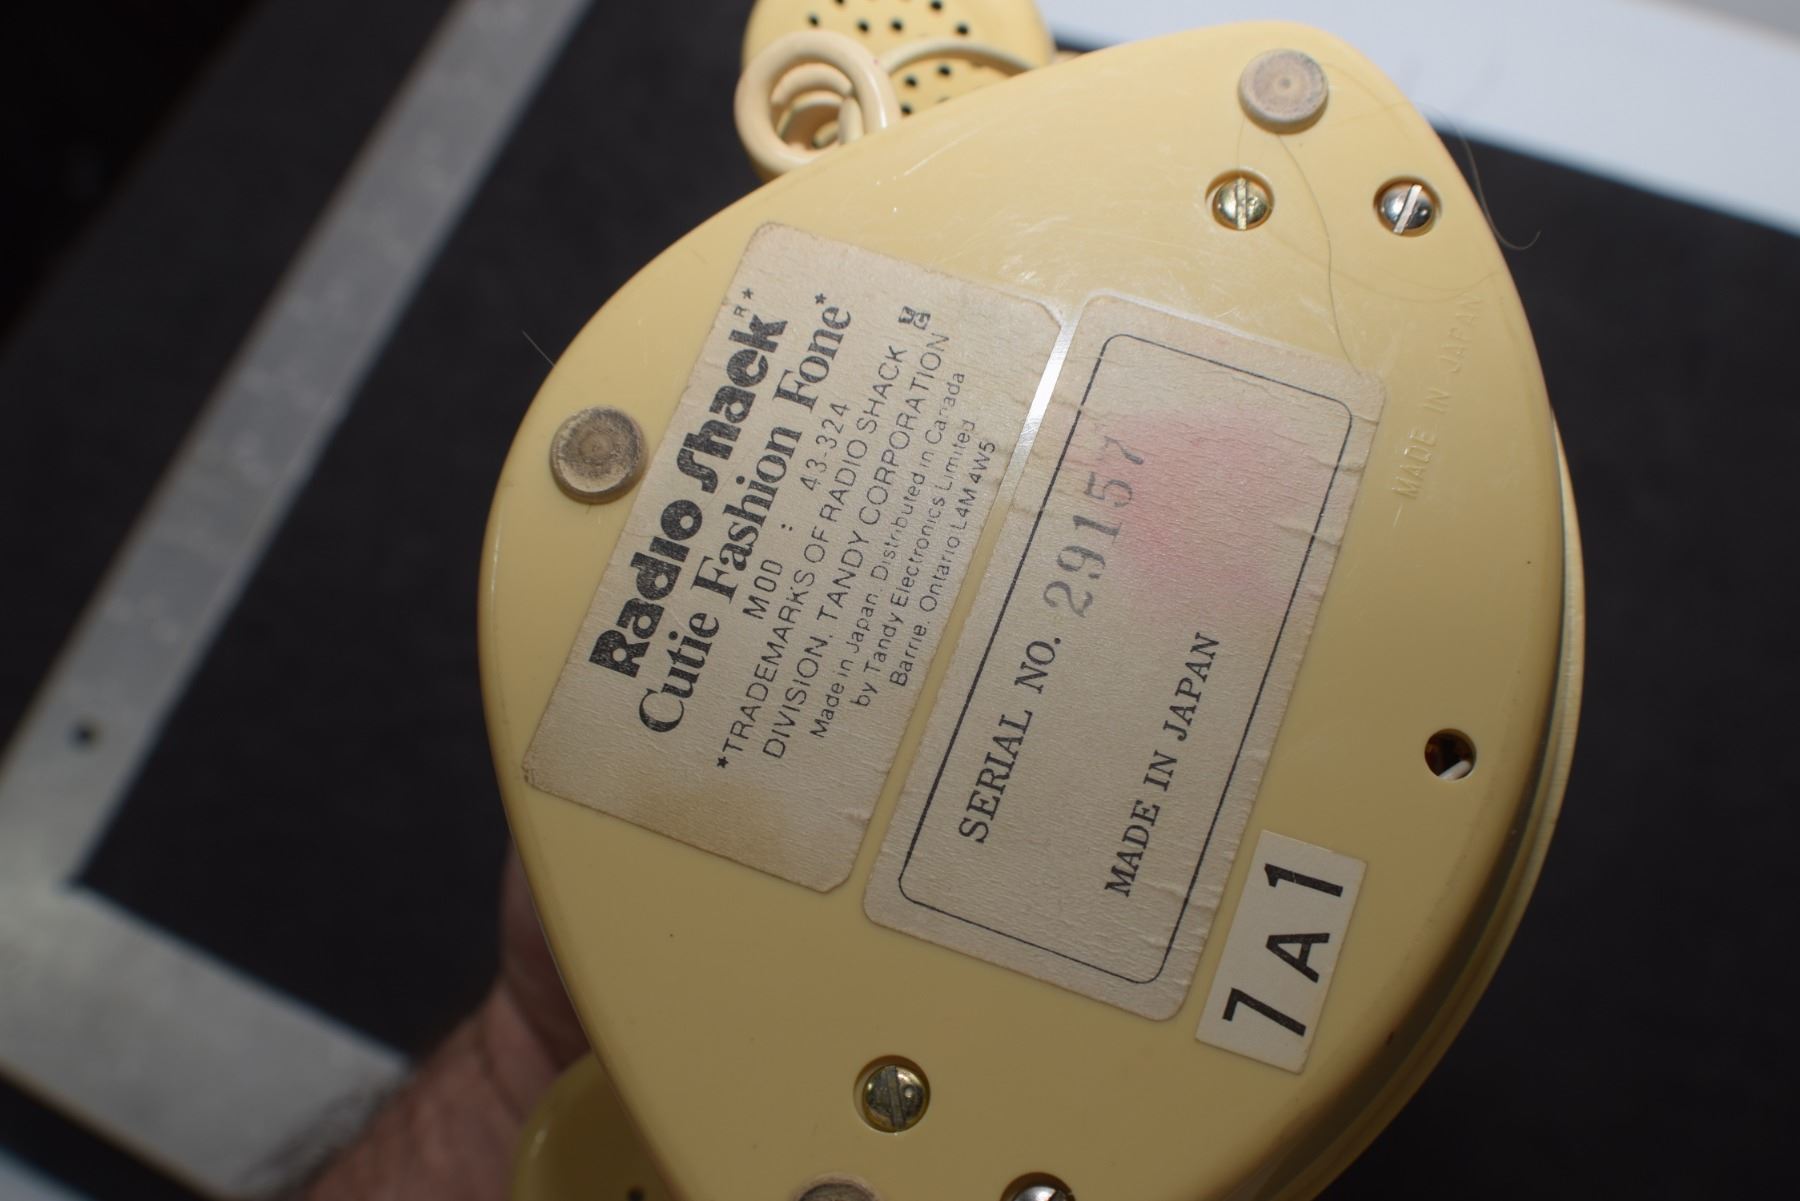 Radio Shack R*
Cutie Fashion Fone*
MOD : 43-324
*TRADEMARKS OF RADIO SHACK
DIVISION, TANDY CORPORATION
Made in Japan. Distributed in Canada
by Tandy Electronics Limited
Barrie, Ontario L4M 4W5
SERIAL NO. 29157
MADE IN JAPAN
7A1
MADE IN JAPAN